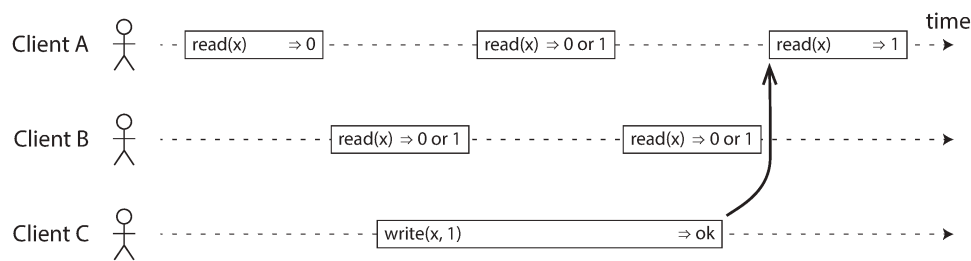 time
Client A
read(x) ⇒ 0
read(x) ⇒ 0 or 1
read(x) ⇒ 1
Client B
read(x) ⇒ 0 or 1
read(x) ⇒ 0 or 1
Client C
write(x, 1) ⇒ ok